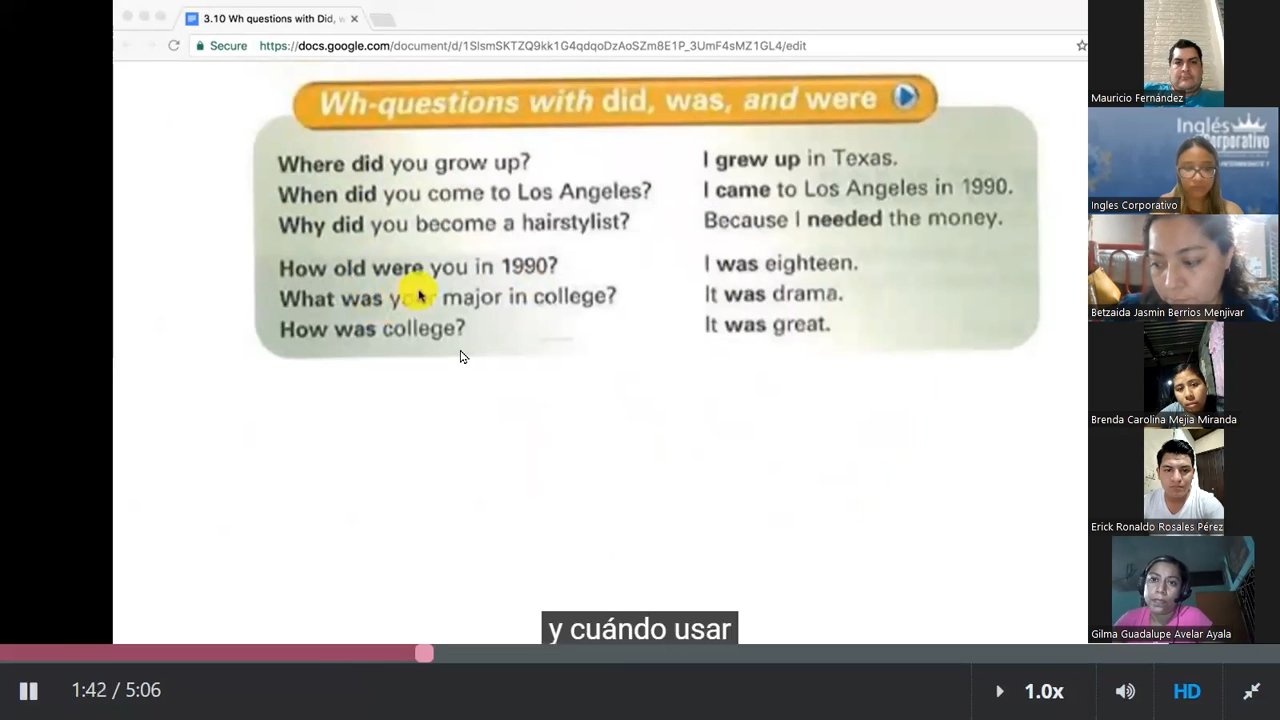 3.10 Wh questions with Did, w
Secure
https://docs.google.com/document/d/1SlsmSKTZQ9kk1G4qdqoDzAoSZm8E1P_3UmF4sMZ1GL4/edit
Wh-questions with did, was, and were
Where did you grow up?
I grew up in Texas.
When did you come to Los Angeles?
I came to Los Angeles in 1990.
Why did you become a hairstylist?
Because I needed the money.
How old were you in 1990?
I was eighteen.
What was your major in college?
It was drama.
How was college?
It was great.
y cuándo usar
1:42 / 5:06
1.0x
HD
Mauricio Fernández
Inglés
Corporativo
Ingles Corporativo
Betzaida Jasmin Berrios Menjivar
Brenda Carolina Mejia Miranda
Erick Ronaldo Rosales Pérez
Gilma Guadalupe Avelar Ayala